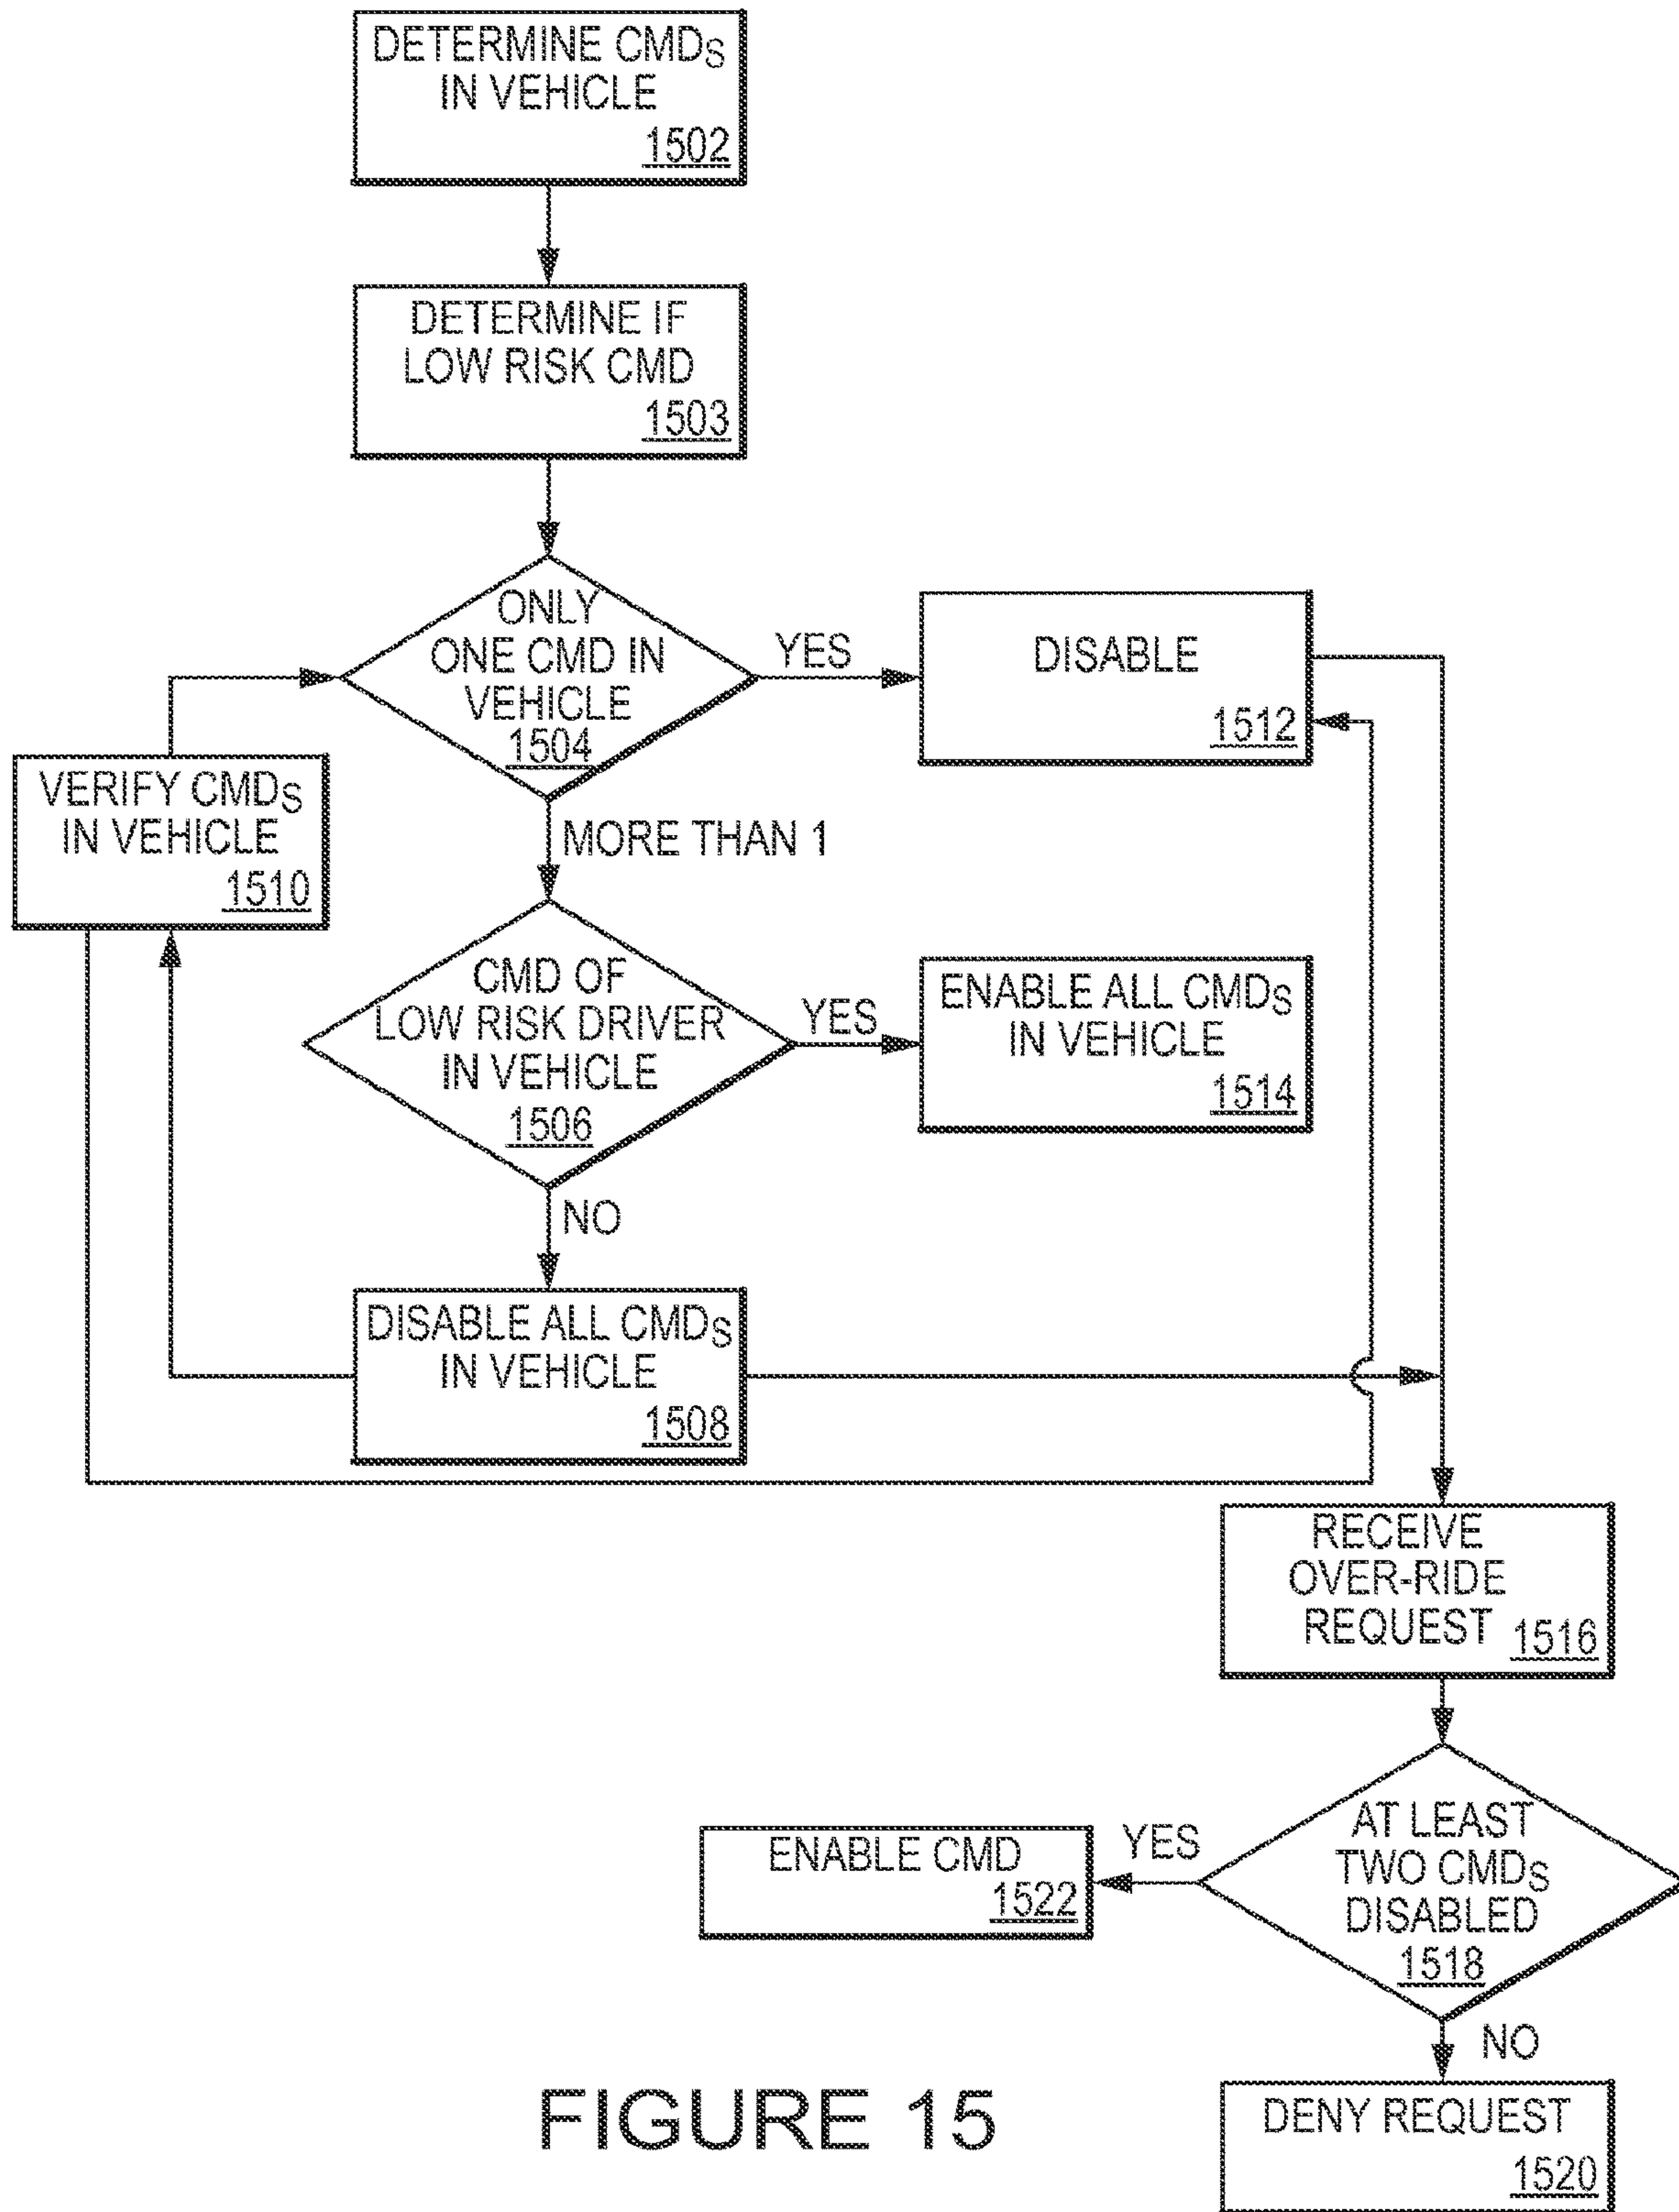 DETERMINE CMDS
IN VEHICLE
1502
DETERMINE IF
LOW RISK CMD
1503
ONLY
ONE CMD IN
VEHICLE
1504
YES
DISABLE
1512
VERIFY CMDS
IN VEHICLE
1510
MORE THAN 1
CMD OF
LOW RISK DRIVER
IN VEHICLE
1506
YES
ENABLE ALL CMDS
IN VEHICLE
1514
NO
DISABLE ALL CMDS
IN VEHICLE
1508
RECEIVE
OVER-RIDE
REQUEST 1516
AT LEAST
TWO CMDS
DISABLED
1518
YES
ENABLE CMD
1522
NO
DENY REQUEST
1520
FIGURE 15